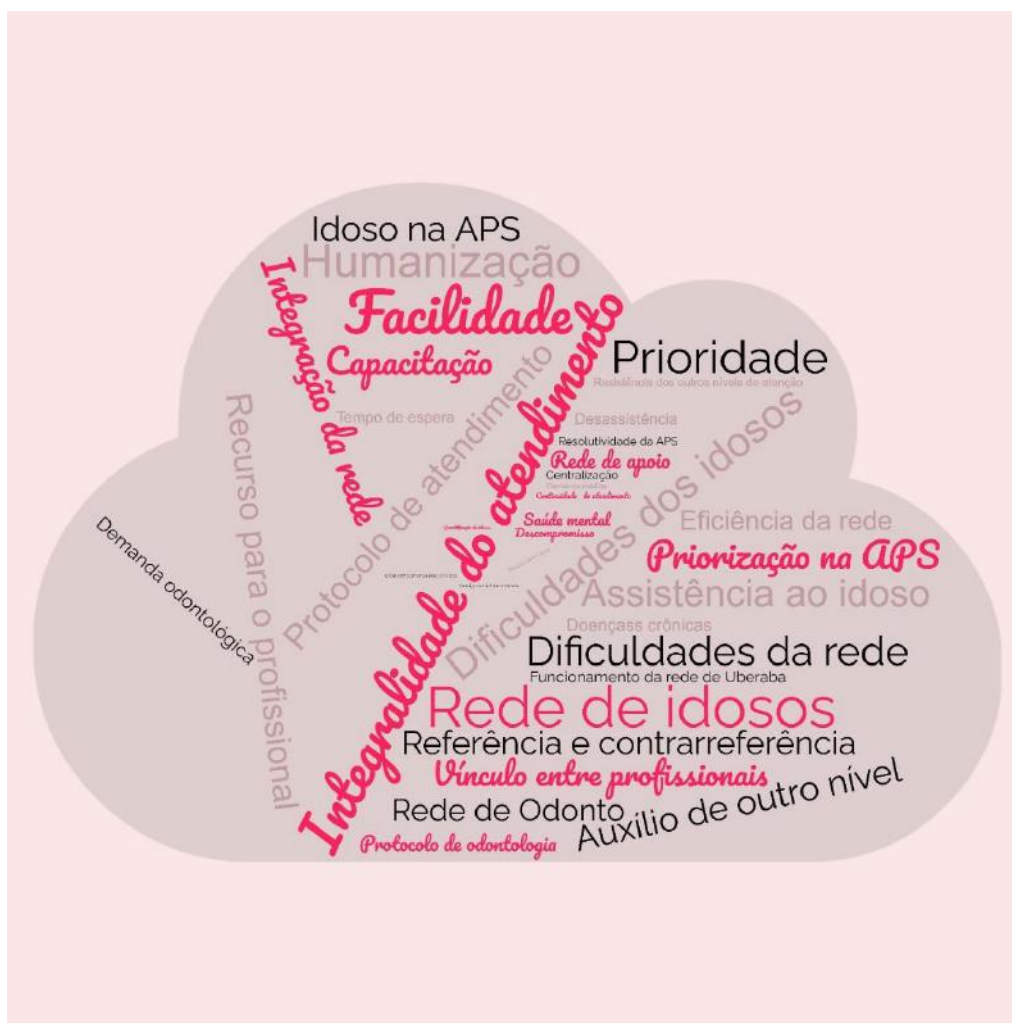 Idoso na APS
Humanização
Integração da rede
Facilidade
Capacitação
Integralidade do atendimento
Prioridade
Resistência dos outros níveis de atenção
Recurso para o profissional
Tempo de espera
Protocolo de atendimento
Desassistência
Resolutividade da APS
Rede de apoio
Centralização
Continuidade do atendimento
Dificuldades dos idosos
Saúde mental
Descompromisso
Eficiência da rede
Priorização na APS
Demanda odontológica
Assistência ao idoso
Doençass crônicas
Dificuldades da rede
Funcionamento da rede de Uberaba
Rede de idosos
Referência e contrarreferência
Vínculo entre profissionais
Rede de Odonto
Auxílio de outro nível
Protocolo de odontologia